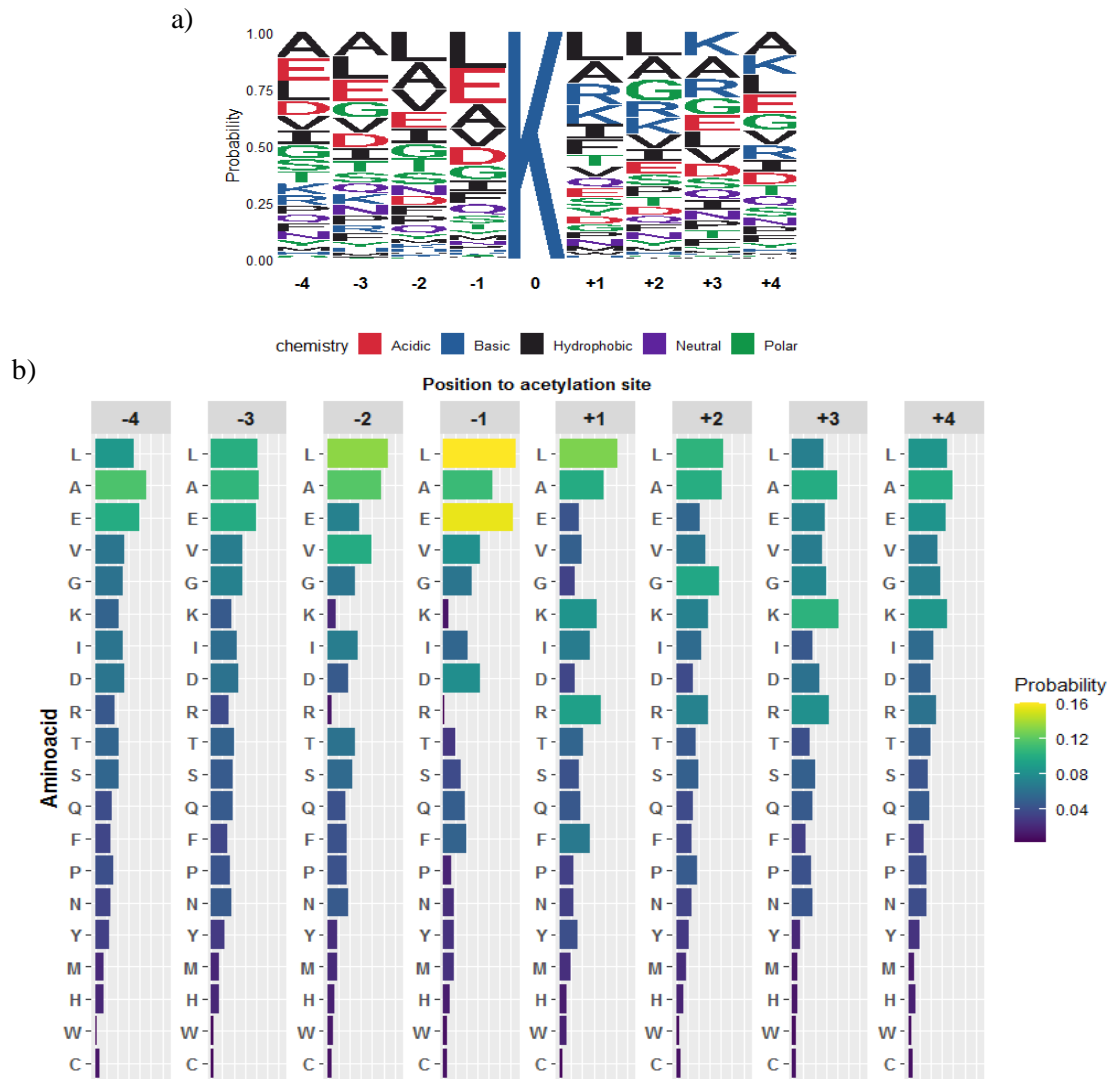 a)
1.00
0.75
0.50
0.25
0.00
Probability
A A L L K L L K A
E L A E A A A K
L E V A R G R L
D G E V K R G E
V V I D I K E G
-4 -3 -2 -1 0 +1 +2 +3 +4
chemistry Acidic Basic Hydrophobic Neutral Polar
b)
Position to acetylation site
-4 -3 -2 -1 +1 +2 +3 +4
Aminoacid
L L L L L L L L
A A A A A A A A
E E E E E E E E
V V V V V V V V
G G G G G G G G
K K K K K K K K
I I I I I I I I
D D D D D D D D
R R R R R R R R
T T T T T T T T
S S S S S S S S
Q Q Q Q Q Q Q Q
F F F F F F F F
P P P P P P P P
N N N N N N N N
Y Y Y Y Y Y Y Y
M M M M M M M M
H H H H H H H H
W W W W W W W W
C C C C C C C C
Probability
0.16
0.12
0.08
0.04